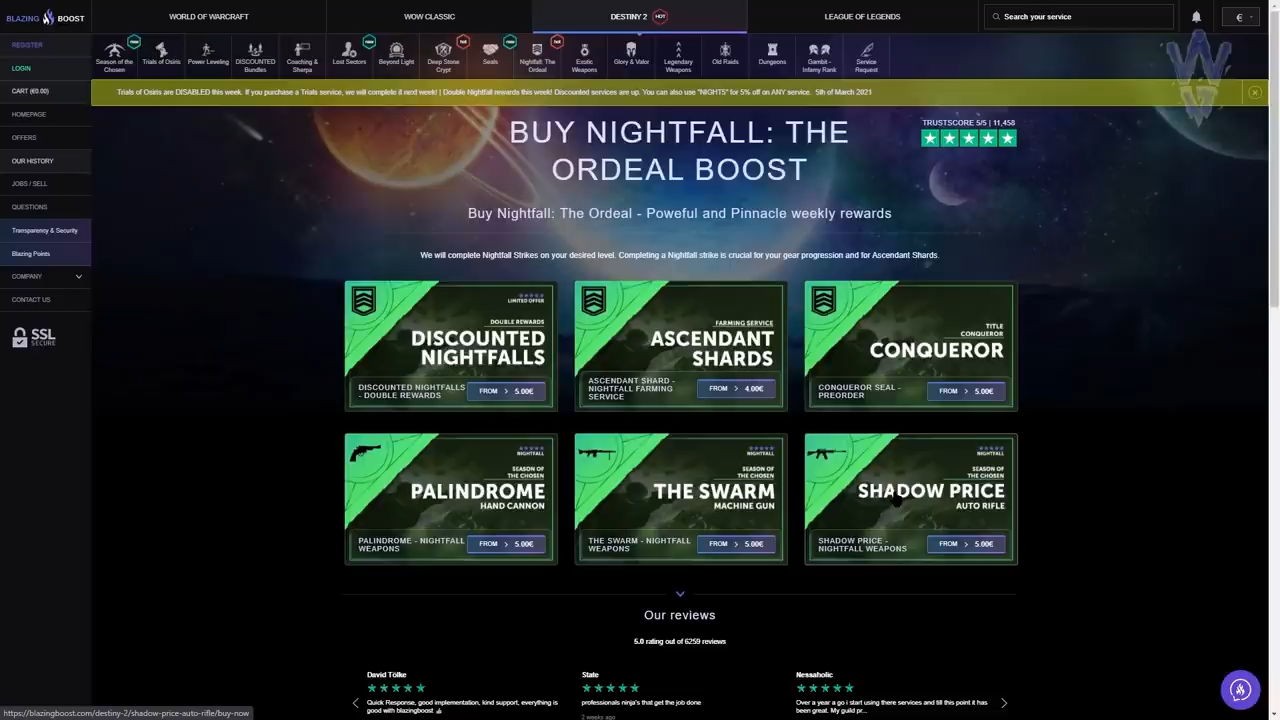 BLAZING BOOST
WORLD OF WARCRAFT
WOW CLASSIC
DESTINY 2
HOT
LEAGUE OF LEGENDS
Search your service
€
REGISTER
LOGIN
CART (€0.00)
HOMEPAGE
OFFERS
OUR HISTORY
JOBS / SELL
QUESTIONS
Transparency & Security
Blazing Points
COMPANY
CONTACT US
SSL
SECURE
new
Season of the
Chosen
Trials of Osiris
Power Leveling
DISCOUNTED
Bundles
Coaching &
Sherpa
new
Lost Sectors
Beyond Light
hot
Deep Stone
Crypt
new
Seals
hot
Nightfall: The
Ordeal
Exotic
Weapons
Glory & Valor
Legendary
Weapons
Old Raids
Dungeons
Gambit -
Infamy Rank
Service
Request
Trials of Osiris are DISABLED this week. If you purchase a Trials service, we will complete it next week! | Double Nightfall rewards this week! Discounted services are up. You can also use "NIGHT5" for 5% off on ANY service. 5th of March 2021
BUY NIGHTFALL: THE
ORDEAL BOOST
TRUSTSCORE 5/5 | 11,458
Buy Nightfall: The Ordeal - Poweful and Pinnacle weekly rewards
We will complete Nightfall Strikes on your desired level. Completing a Nightfall strike is crucial for your gear progression and for Ascendant Shards.
LIMITED OFFER
DOUBLE REWARDS
DISCOUNTED
NIGHTFALLS
DISCOUNTED NIGHTFALLS
- DOUBLE REWARDS
FROM > 5.00€
FARMING SERVICE
ASCENDANT
SHARDS
ASCENDANT SHARD -
NIGHTFALL FARMING
SERVICE
FROM > 4.00€
TITLE
CONQUEROR
CONQUEROR
CONQUEROR SEAL -
PREORDER
FROM > 5.00€
NIGHTFALL
SEASON OF
THE CHOSEN
PALINDROME
HAND CANNON
PALINDROME - NIGHTFALL
WEAPONS
FROM > 5.00€
NIGHTFALL
SEASON OF
THE CHOSEN
THE SWARM
MACHINE GUN
THE SWARM - NIGHTFALL
WEAPONS
FROM > 5.00€
NIGHTFALL
SEASON OF
THE CHOSEN
SHADOW PRICE
AUTO RIFLE
SHADOW PRICE -
NIGHTFALL WEAPONS
FROM > 5.00€
Our reviews
5.0 rating out of 6259 reviews
David Tölke
Quick Response, good implementation, kind support, everything is
good with blazingboost 👍
State
professionals ninja's that get the job done
2 weeks ago
Nessaholic
Over a year a go i start using there services and till this point it has
been great. My guild pr...
https://blazingboost.com/destiny-2/shadow-price-auto-rifle/buy-now